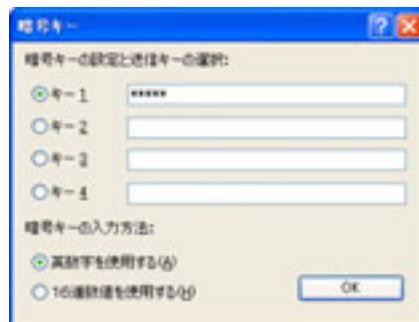 暗号キー
暗号キーの設定と送信キーの選択:
キー1 *****
キー2
キー3
キー4
暗号キーの入力方法:
英数字を使用する(A)
16進数値を使用する(H)
OK